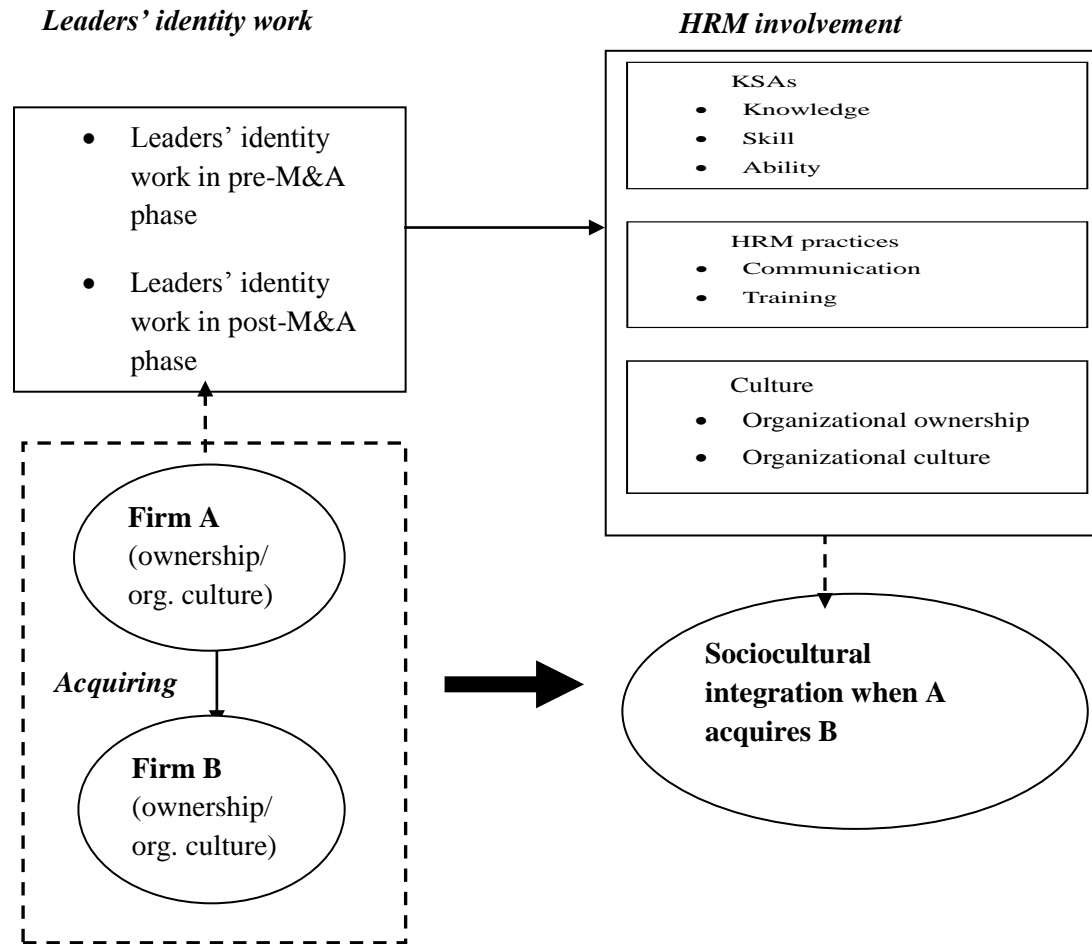 Leaders’ identity work
HRM involvement
• Leaders’ identity
work in pre-M&A
phase
• Leaders’ identity
work in post-M&A
phase
KSAs
• Knowledge
• Skill
• Ability
HRM practices
• Communication
• Training
Culture
• Organizational ownership
• Organizational culture
Firm A
(ownership/
org. culture)
Acquiring
Firm B
(ownership/
org. culture)
Sociocultural
integration when A
acquires B